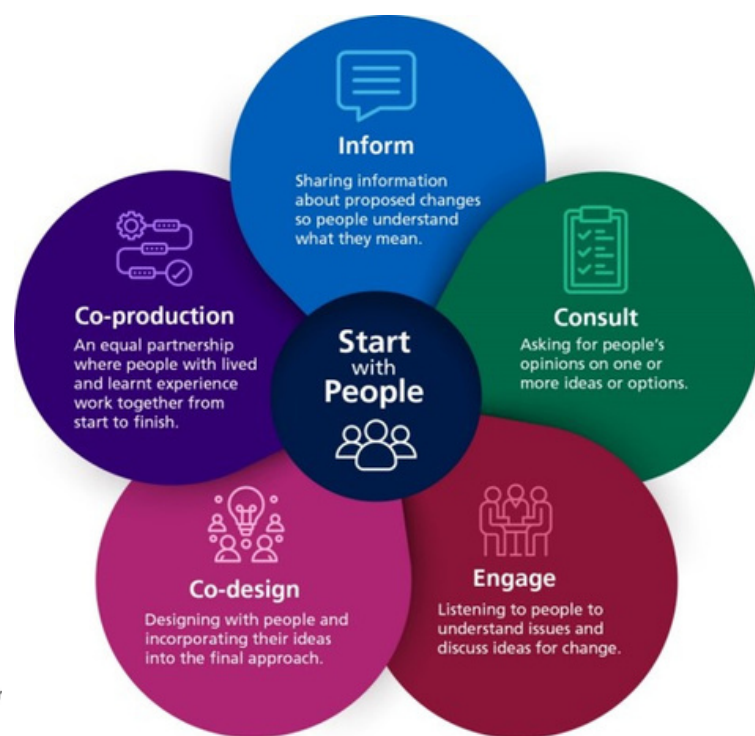 Inform
Sharing information
about proposed changes
so people understand
what they mean.
Consult
Asking for people's
opinions on one or
more ideas or options.
Engage
Listening to people to
understand issues and
discuss ideas for change.
Co-design
Designing with people and
incorporating their ideas
into the final approach.
Co-production
An equal partnership
where people with lived
and learnt experience
work together from
start to finish.
Start
with
People